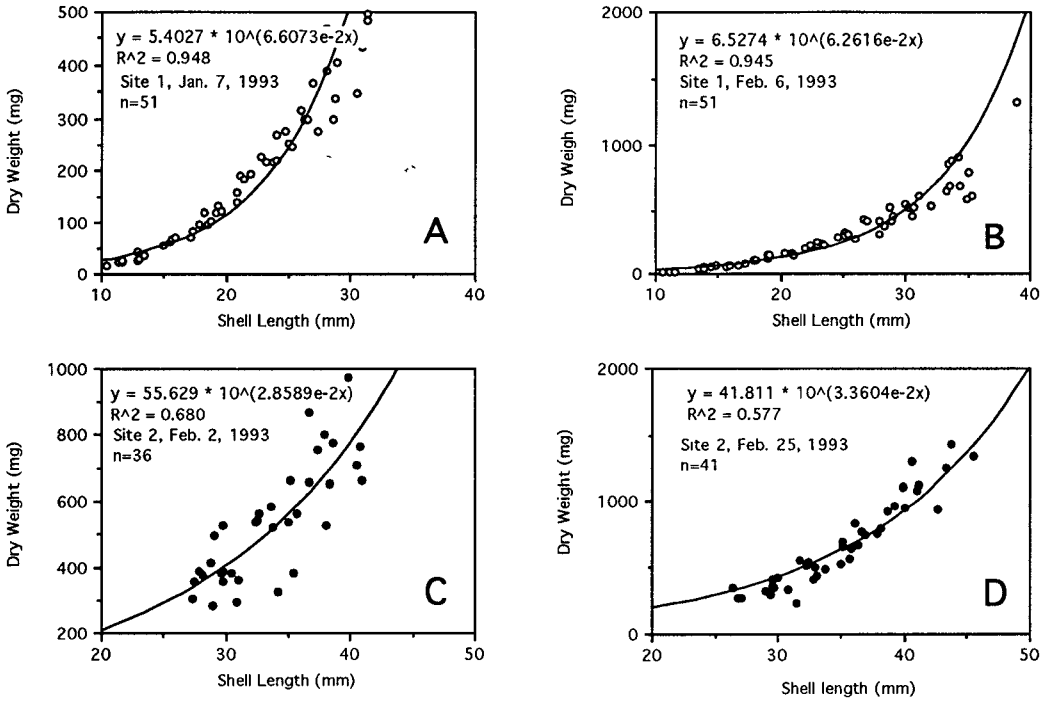 500
400
300
200
100
0
Dry Weight (mg)
y = 5.4027 * 10^(6.6073e-2x)
R^2 = 0.948
Site 1, Jan. 7, 1993
n=51
A
10
20
30
40
Shell Length (mm)
2000
1000
0
Dry Weigh (mg)
y = 6.5274 * 10^(6.2616e-2x)
R^2 = 0.945
Site 1, Feb. 6, 1993
n=51
B
10
20
30
40
Shell Length (mm)
1000
800
600
400
200
Dry Weight (mg)
y = 55.629 * 10^(2.8589e-2x)
R^2 = 0.680
Site 2, Feb. 2, 1993
n=36
C
20
30
40
50
Shell Length (mm)
2000
1000
0
Dry Weight (mg)
y = 41.811 * 10^(3.3604e-2x)
R^2 = 0.577
Site 2, Feb. 25, 1993
n=41
D
20
30
40
50
Shell length (mm)